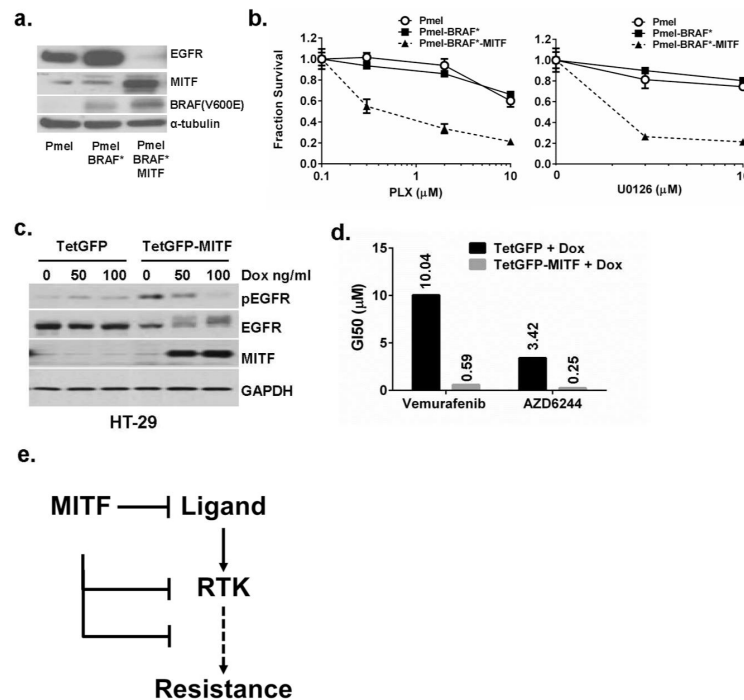 a.
EGFR
MITF
BRAF(V600E)
α-tubulin
Pmel
Pmel
BRAF*
Pmel
BRAF*
MITF
b.
Pmel
Pmel-BRAF*
Pmel-BRAF*-MITF
Fraction Survival
1.2
1.0
0.8
0.6
0.4
0.2
0.0
0.1
1
10
PLX (μM)
Pmel
Pmel-BRAF*
Pmel-BRAF*-MITF
1.2
1.0
0.8
0.6
0.4
0.2
0.0
0
10
U0126 (μM)
c.
TetGFP TetGFP-MITF
0 50 100 0 50 100 Dox ng/ml
pEGFR
EGFR
MITF
GAPDH
HT-29
d.
TetGFP + Dox
TetGFP-MITF + Dox
GI50 (μM)
15
10
5
0
10.04
0.59
3.42
0.25
Vemurafenib AZD6244
e.
MITF Ligand
RTK
Resistance